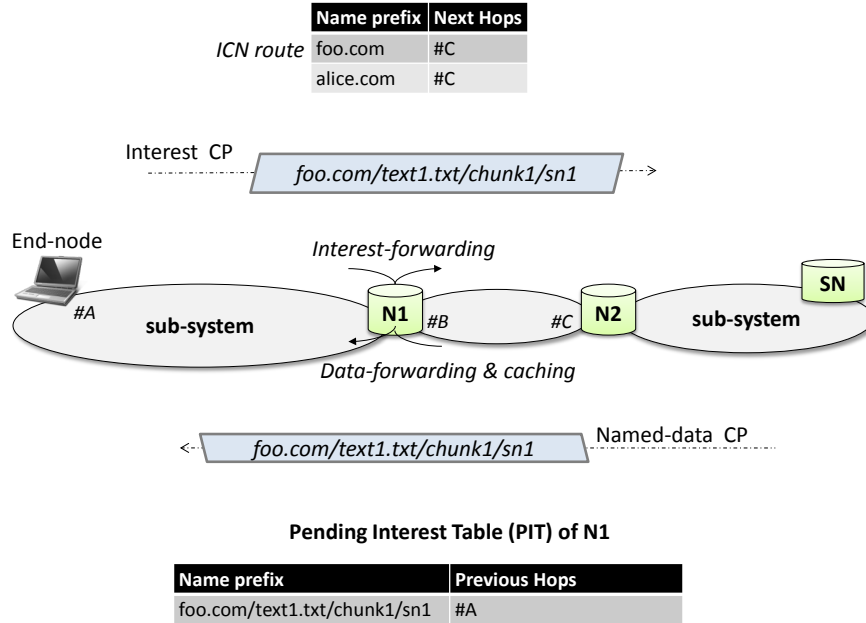 Name prefix Next Hops
ICN route foo.com #C
alice.com #C
Interest CP
foo.com/text1.txt/chunk1/sn1
End-node
Interest-forwarding
SN
#A
sub-system
N1
#B
#C
N2
sub-system
Data-forwarding & caching
Named-data CP
foo.com/text1.txt/chunk1/sn1
Pending Interest Table (PIT) of N1
Name prefix Previous Hops
foo.com/text1.txt/chunk1/sn1 #A